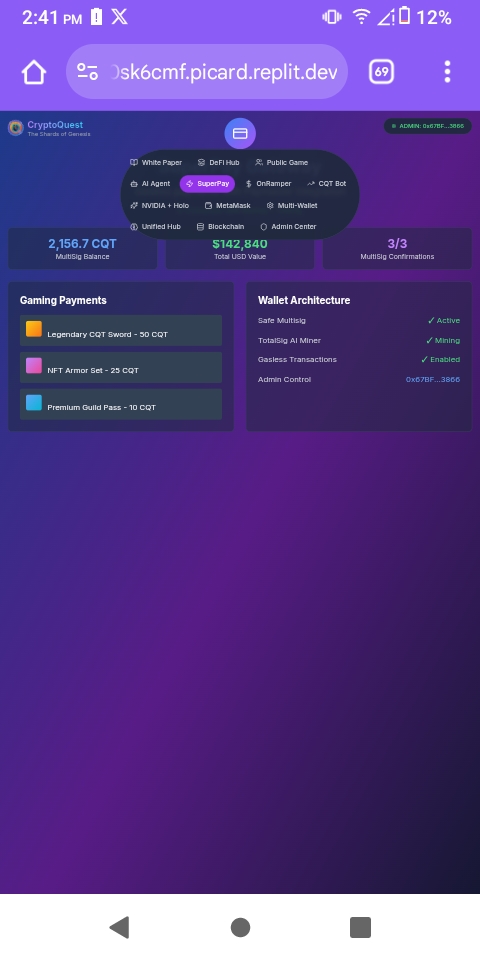 2:41 PM
12%
sk6cmf.picard.replit.dev
69
CryptoQuest
The Shards of Genesis
ADMIN: 0x67BF...3866
White Paper
DeFi Hub
Public Game
AI Agent
SuperPay
OnRamper
CQT Bot
NVIDIA + Holo
MetaMask
Multi-Wallet
Unified Hub
Blockchain
Admin Center
2,156.7 CQT
MultiSig Balance
$142,840
Total USD Value
3/3
MultiSig Confirmations
Gaming Payments
Legendary CQT Sword - 50 CQT
NFT Armor Set - 25 CQT
Premium Guild Pass - 10 CQT
Wallet Architecture
Safe Multisig
✓ Active
TotalSig AI Miner
✓ Mining
Gasless Transactions
✓ Enabled
Admin Control
0x67BF...3866